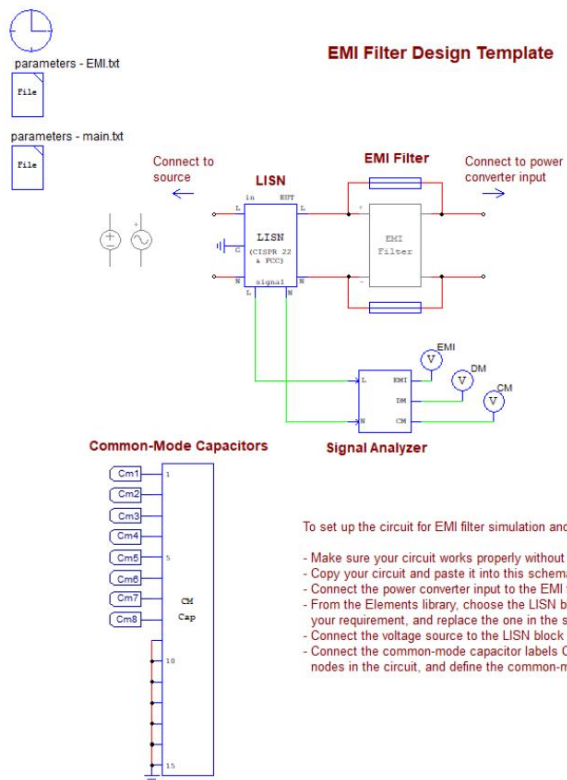 EMI Filter Design Template
parameters - EMI.txt
File
parameters - main.txt
File
Connect to
source
LISN
EMI Filter
Connect to power
converter input
in EUT
L L
LISN
(CISPR 22
& FCC)
G
N N
signal
L N
+
EMI
Filter
-
EMI
V
DM
V
CM
V
L EMI
DM
N CM
Signal Analyzer
Common-Mode Capacitors
Cm1 1
Cm2
Cm3
Cm4
Cm5 5
Cm6
Cm7
Cm8
CM
Cap
10
15
To set up the circuit for EMI filter simulation and
- Make sure your circuit works properly without
- Copy your circuit and paste it into this schema
- Connect the power converter input to the EMI
- From the Elements library, choose the LISN b
your requirement, and replace the one in the s
- Connect the voltage source to the LISN block
- Connect the common-mode capacitor labels C
nodes in the circuit, and define the common-m